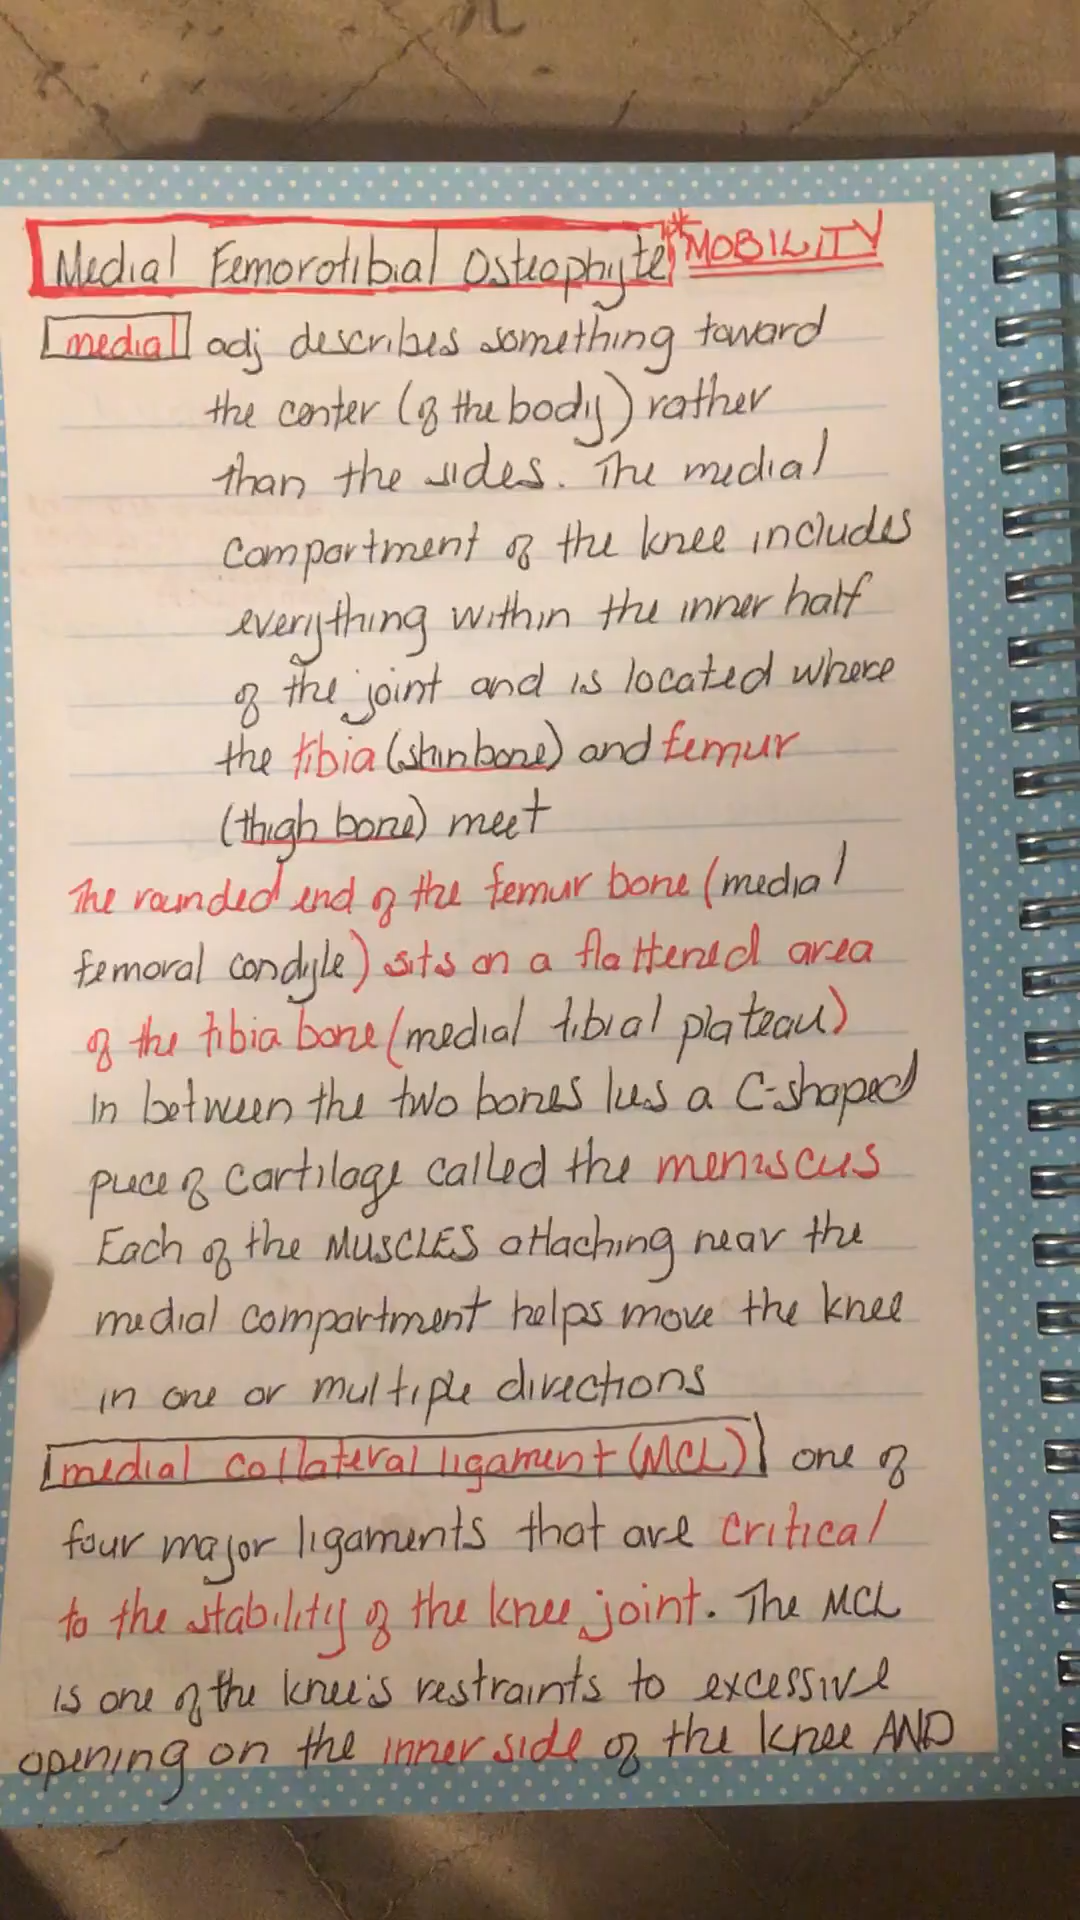 Medial Femorotibial Osteophyte *MOBILITY
medial adj describes something toward
the center (of the body) rather
than the sides. The medial
compartment of the knee includes
everything within the inner half
of the joint and is located where
the tibia (shinbone) and femur
(thigh bone) meet
The rounded end of the femur bone (medial
femoral condyle) sits on a flattened area
of the tibia bone (medial tibial plateau)
In between the two bones lies a C-shaped
piece of cartilage called the meniscus
Each of the MUSCLES attaching near the
medial compartment helps move the knee
in one or multiple directions
medial collateral ligament (MCL) one of
four major ligaments that are critical
to the stability of the knee joint. The MCL
is one of the knee's restraints to excessive
opening on the inner side of the knee AND